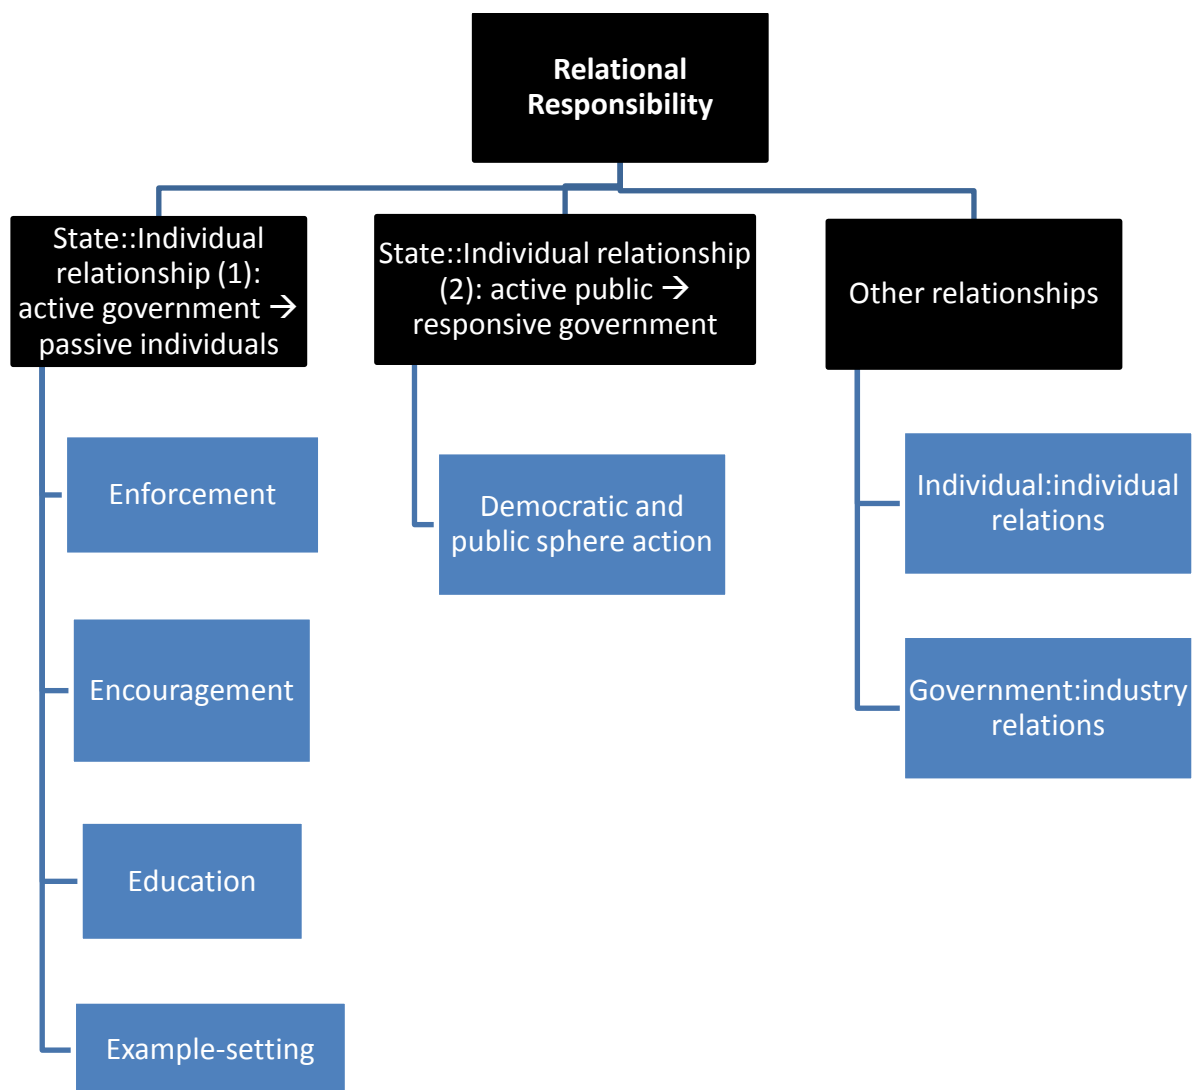 Relational
Responsibility
State::Individual
relationship (1):
active government →
passive individuals
State::Individual relationship
(2): active public →
responsive government
Other relationships
Enforcement
Encouragement
Education
Example-setting
Democratic and
public sphere action
Individual:individual
relations
Government:industry
relations